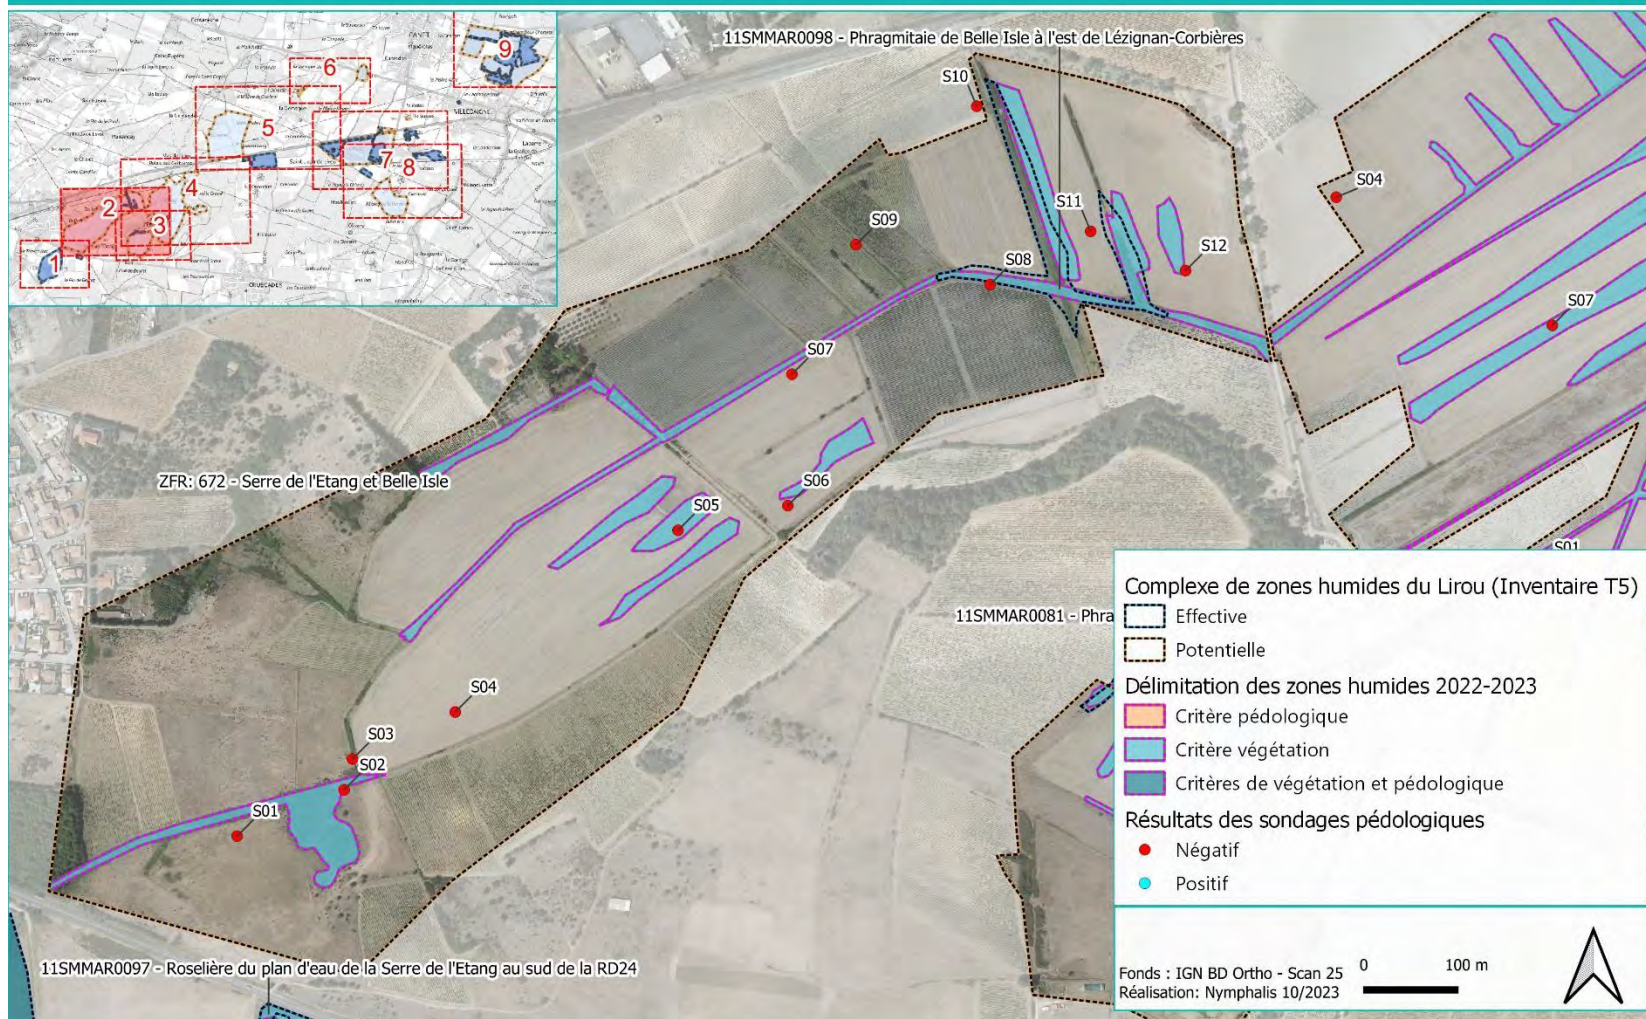 6
9
5
7
8
4
2
3
1
CANET
VILLEDAIGNE
CRUSCADES
11SMMAR0098 - Phragmitaie de Belle Isle à l'est de Lézignan-Corbières
S10
S04
S11
S09
S12
S08
S07
S07
ZFR: 672 - Serre de l'Etang et Belle Isle
S06
S05
S01
11SMMAR0081 - Phra
S04
S03
S02
S01
11SMMAR0097 - Roselière du plan d'eau de la Serre de l'Etang au sud de la RD24
Complexe de zones humides du Lirou (Inventaire T5)
Effective
Potentielle
Délimitation des zones humides 2022-2023
Critère pédologique
Critère végétation
Critères de végétation et pédologique
Résultats des sondages pédologiques
Négatif
Positif
Fonds : IGN BD Ortho - Scan 25
Réalisation: Nymphalis 10/2023
0 100 m